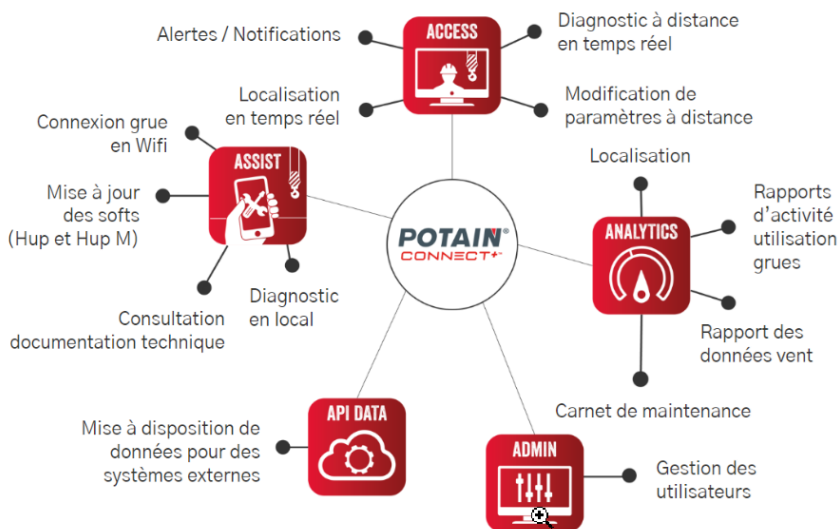 ACCESS
Alertes / Notifications
Diagnostic à distance
en temps réel
Localisation
en temps réel
Modification de
paramètres à distance
Connexion grue
en Wifi
ASSIST
Mise à jour
des softs
(Hup et Hup M)
Consultation
documentation technique
Diagnostic
en local
POTAIN®
CONNECT+™
Localisation
ANALYTICS
Rapports
d'activité
utilisation
grues
Rapport des
données vent
Carnet de maintenance
API DATA
Mise à disposition de
données pour des
systèmes externes
ADMIN
Gestion des
utilisateurs